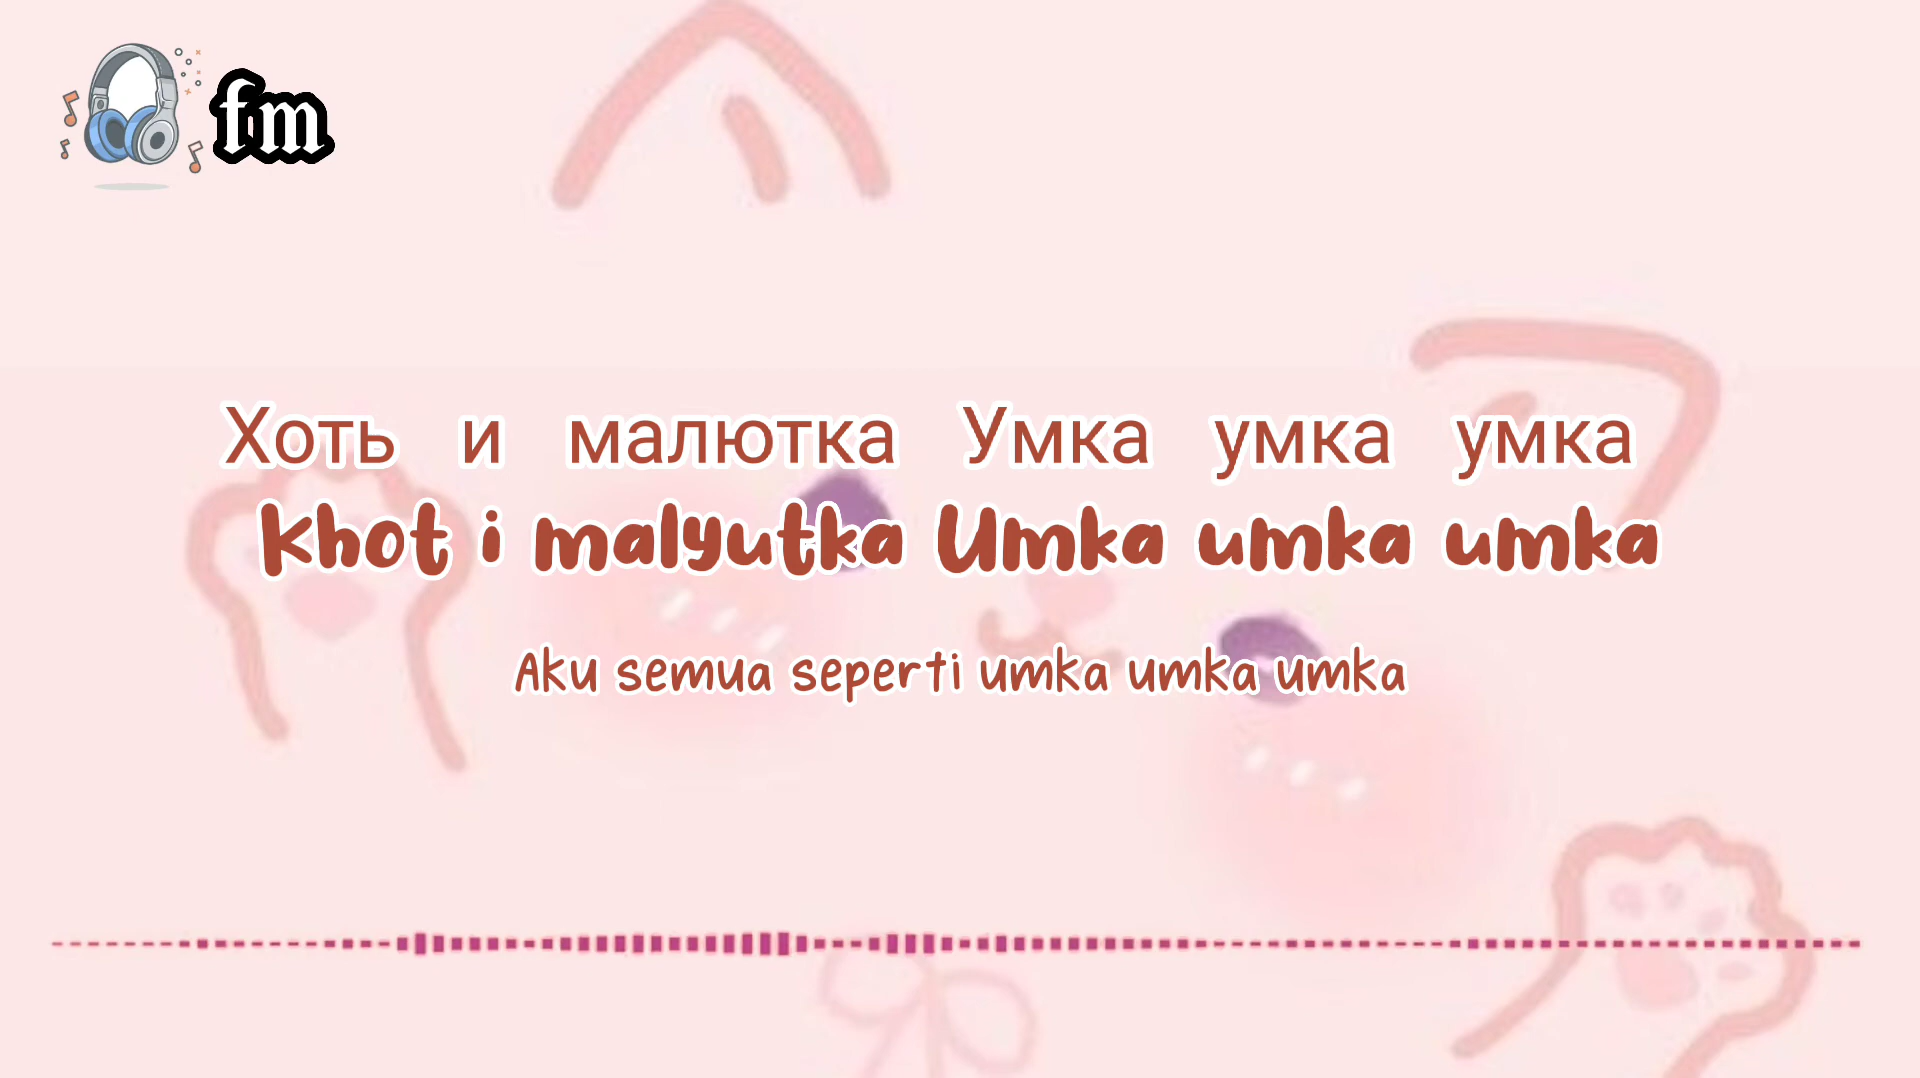 fm
Хоть и малютка Умка умка умка
Khot i malyutka Umka umka umka
Aku semua seperti umka umka umka